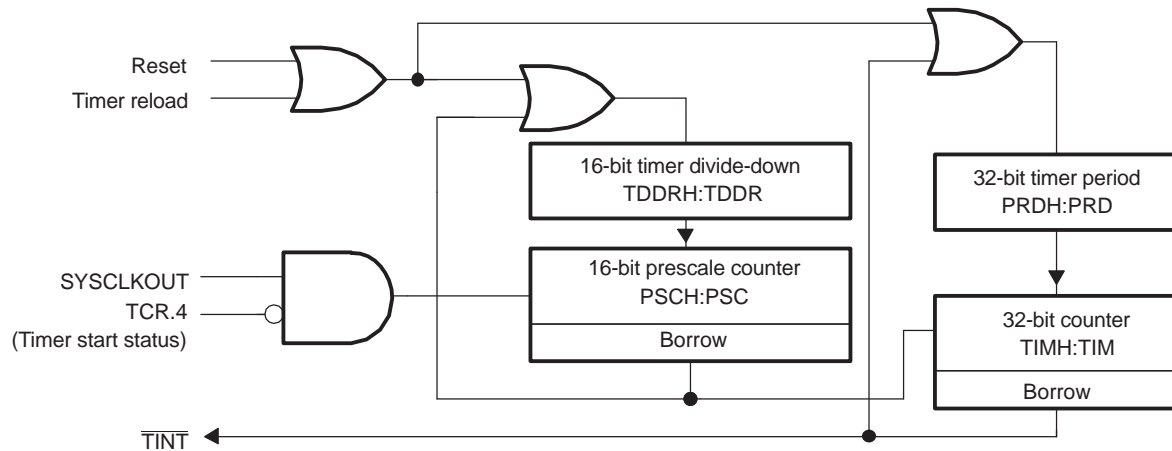 Reset
Timer reload
16-bit timer divide-down
TDDRH:TDDR
32-bit timer period
PRDH:PRD
SYSCLKOUT
TCR.4
(Timer start status)
16-bit prescale counter
PSCH:PSC
Borrow
32-bit counter
TIMH:TIM
Borrow
TINT